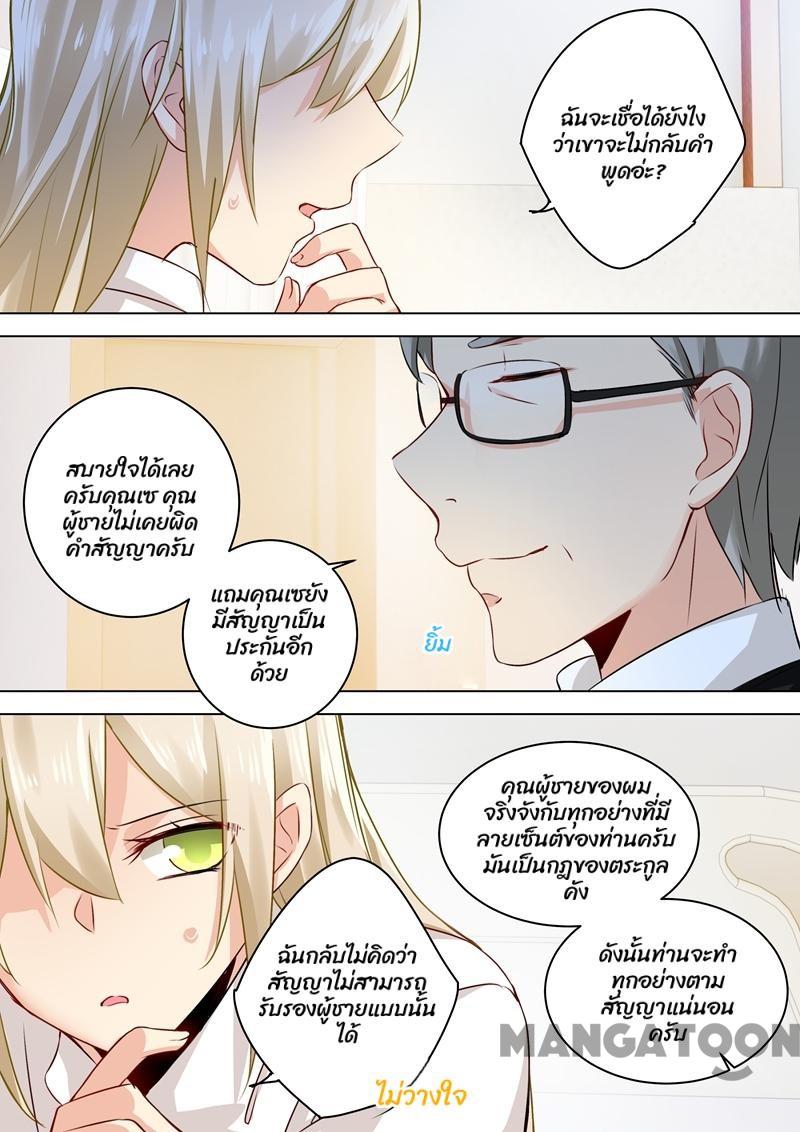 ฉันจะเชื่อได้ยังไง
ว่าเขาจะไม่กลับคำ
พูดอ่ะ?
สบายใจได้เลย
ครับคุณเซ คุณ
ผู้ชายไม่เคยผิด
คำสัญญาครับ
แถมคุณเซยัง
มีสัญญาเป็น
ประกันอีก
ด้วย
ยิ้ม
คุณผู้ชายของผม
จริงจังกับทุกอย่างที่มี
ลายเซ็นต์ของท่านครับ
มันเป็นกฎของตระกูล
คัง
ดังนั้นท่านจะทำ
ทุกอย่างตาม
สัญญาแน่นอน
ครับ
ฉันกลับไม่คิดว่า
สัญญาไม่สามารถ
รับรองผู้ชายแบบนั้น
ได้
ไม่วางใจ
MANGATOON